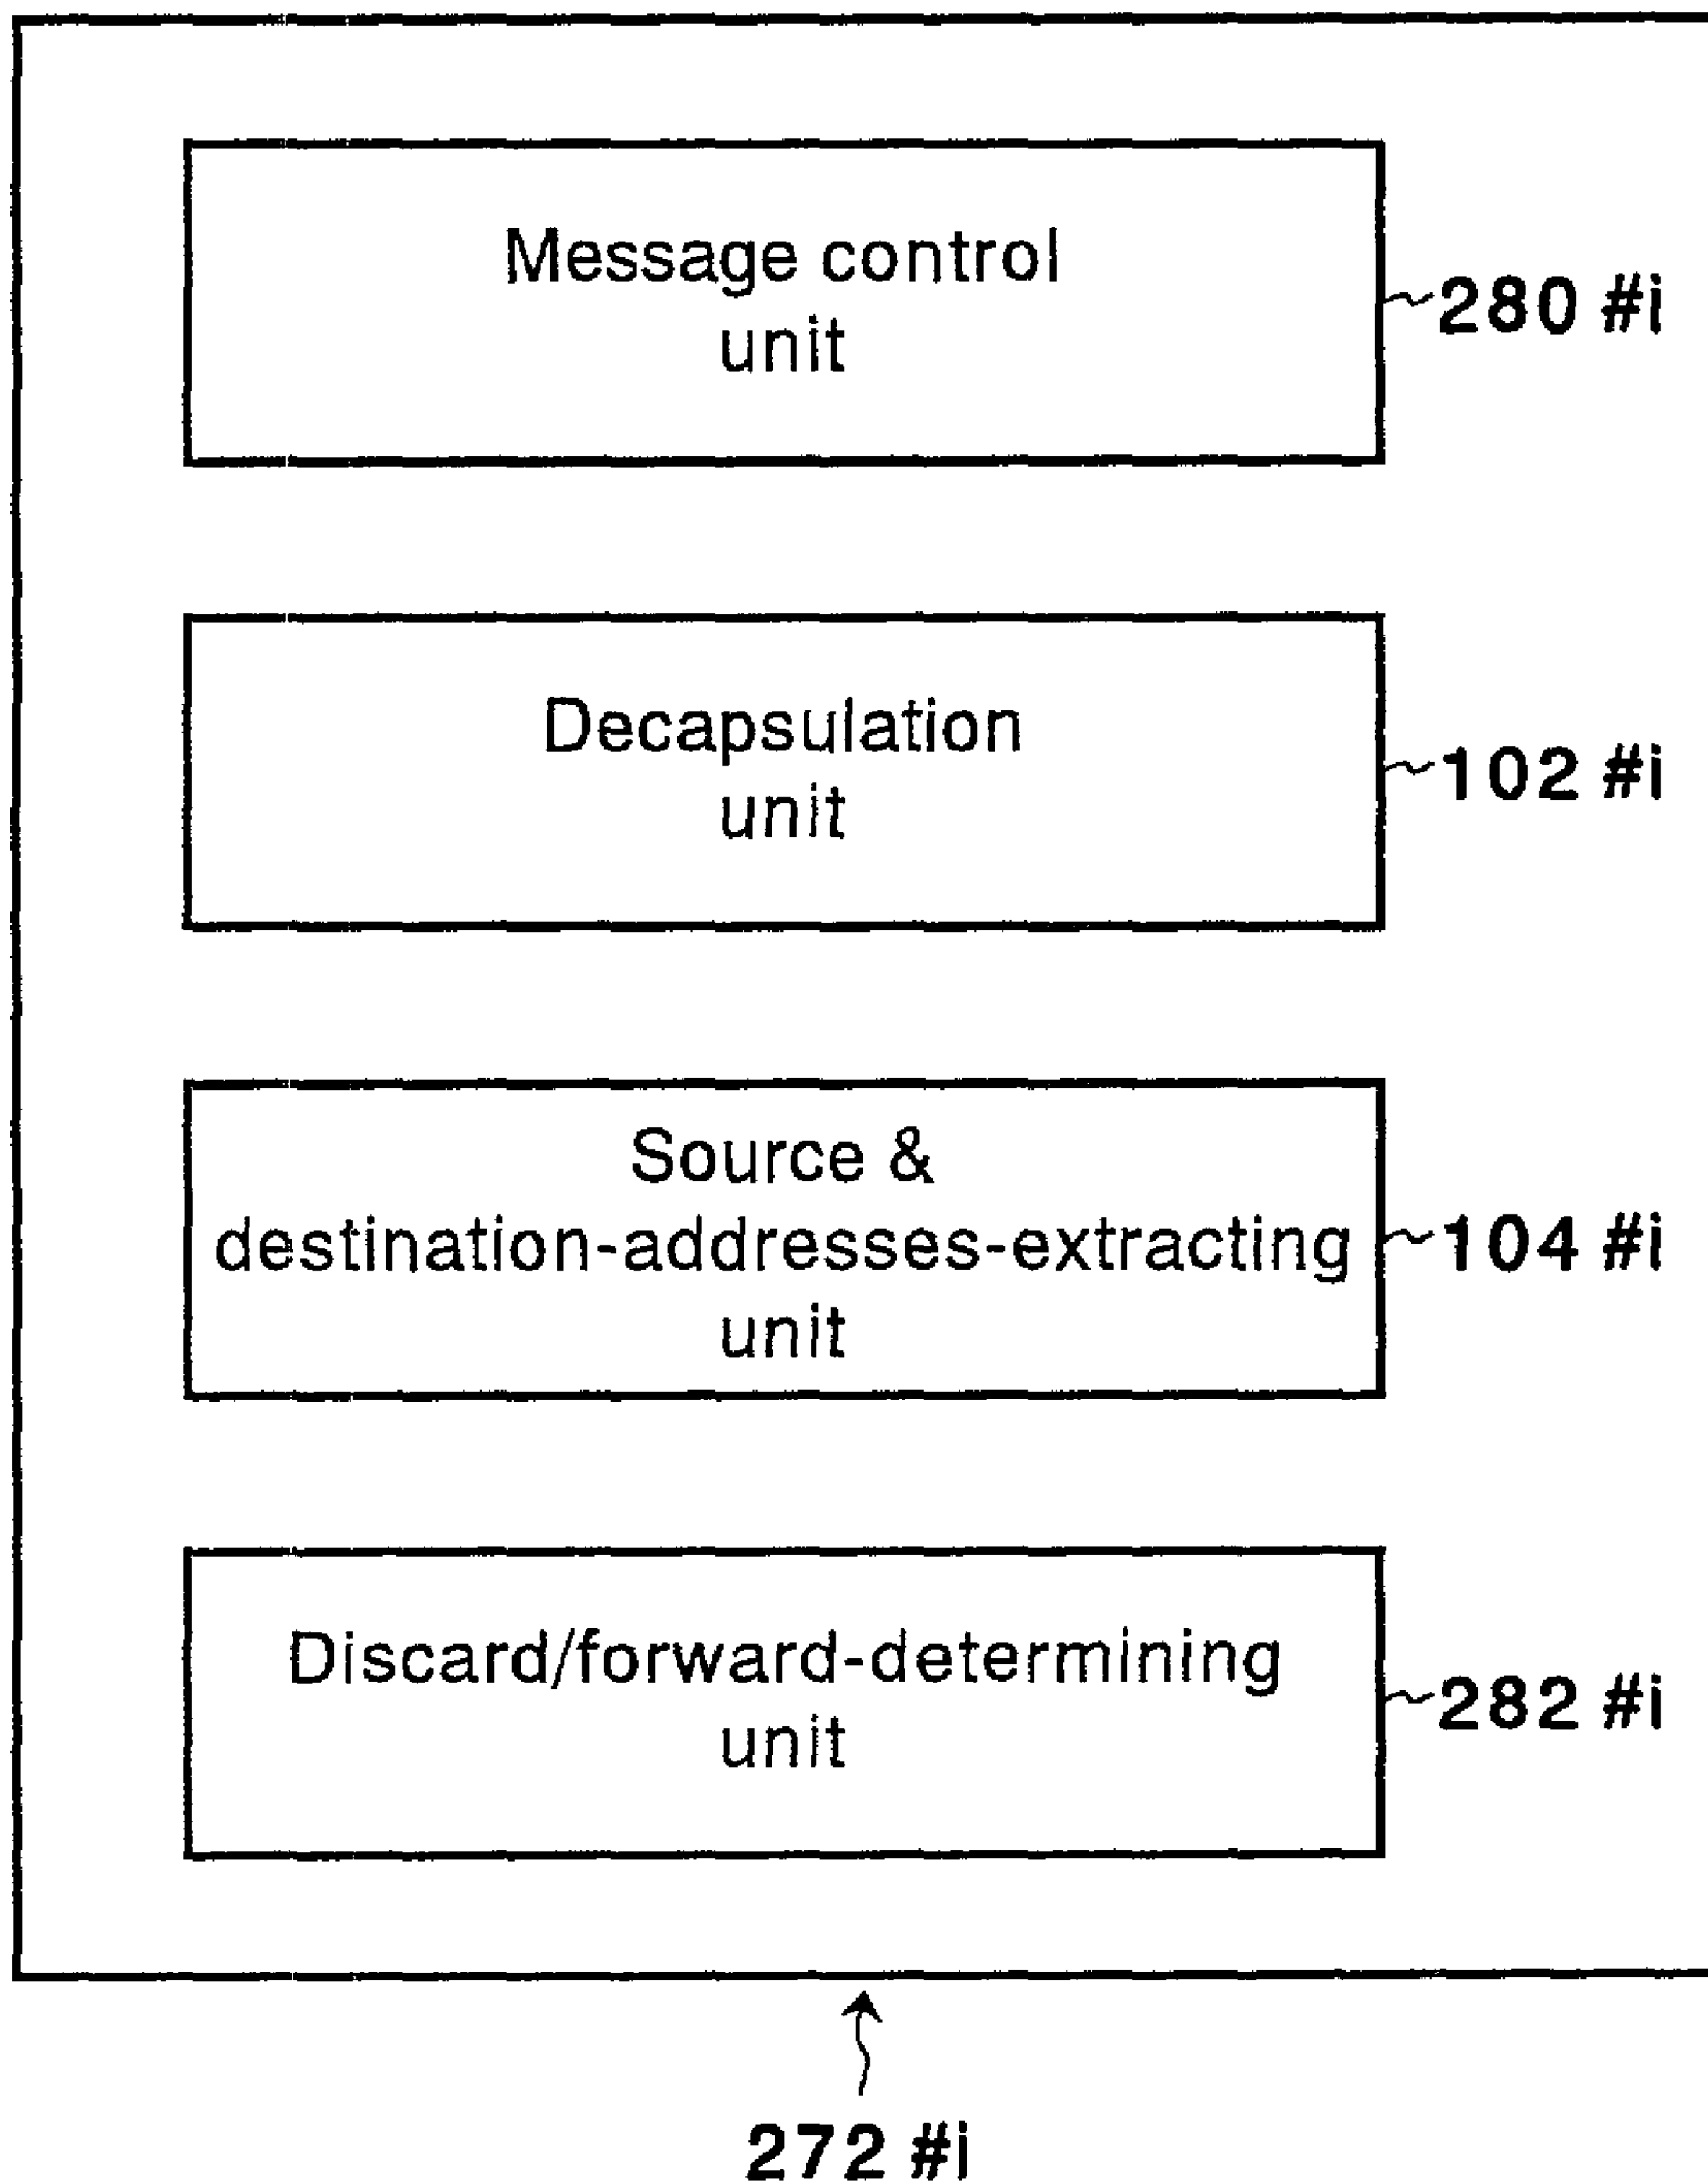 Message control
unit
280 #i
Decapsulation
unit
102 #i
Source &
destination-addresses-extracting
unit
104 #i
Discard/forward-determining
unit
282 #i
272 #i